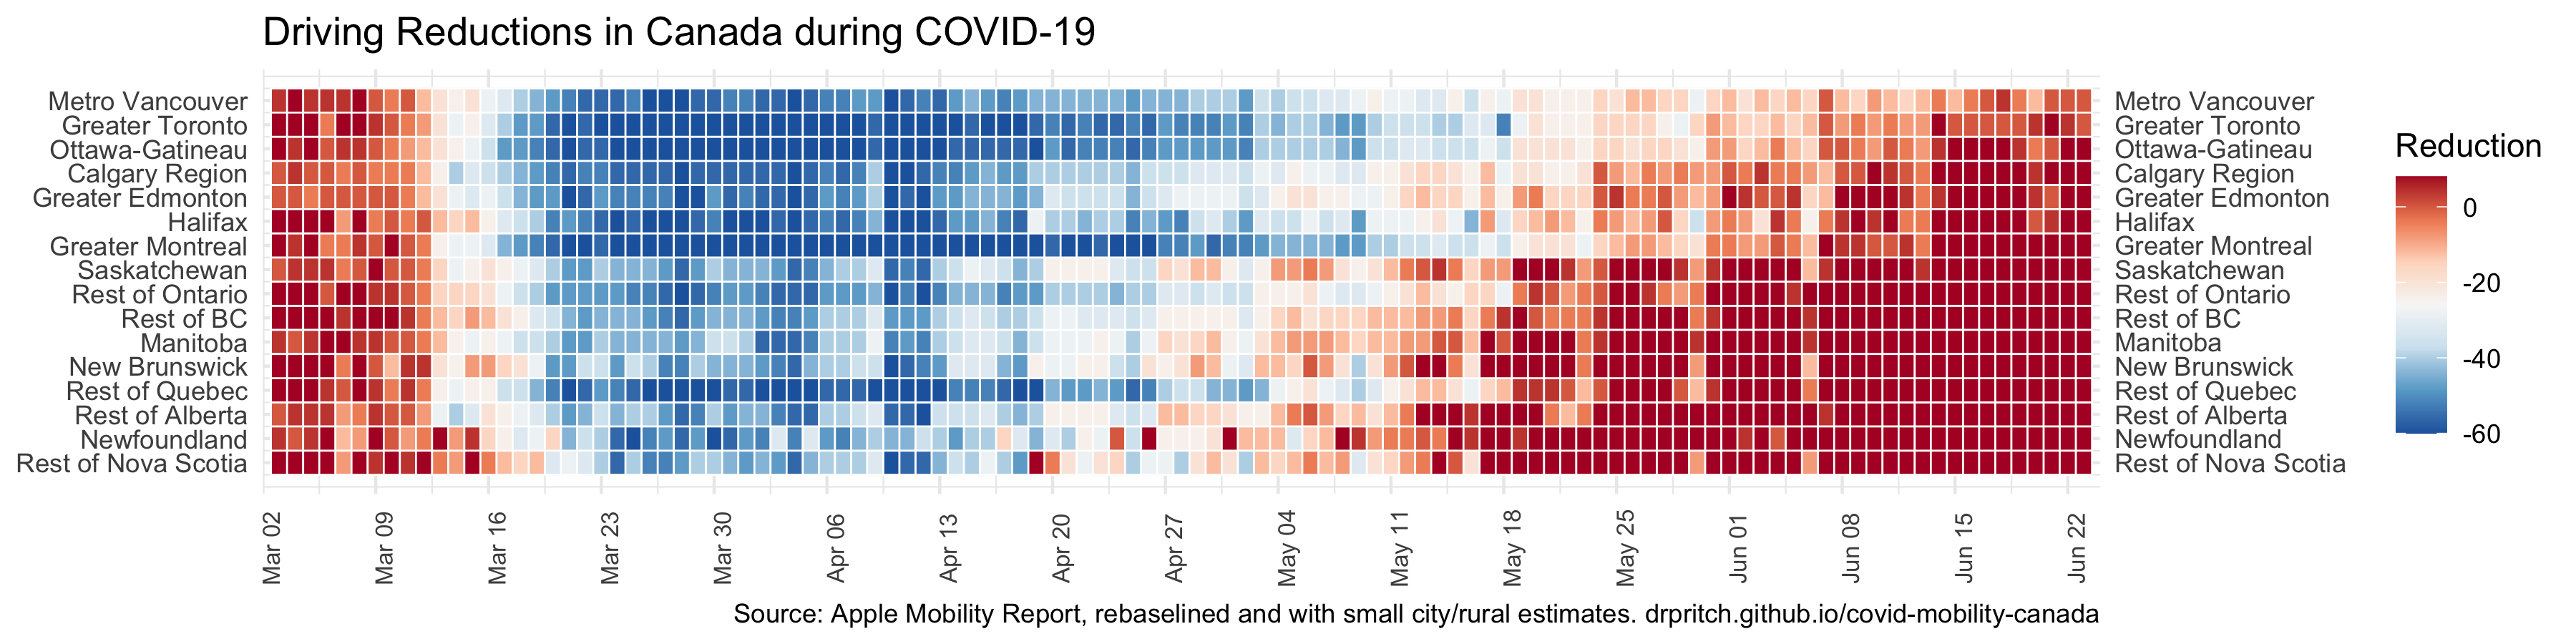 Driving Reductions in Canada during COVID-19
Metro Vancouver
Greater Toronto
Ottawa-Gatineau
Calgary Region
Greater Edmonton
Halifax
Greater Montreal
Saskatchewan
Rest of Ontario
Rest of BC
Manitoba
New Brunswick
Rest of Quebec
Rest of Alberta
Newfoundland
Rest of Nova Scotia
Metro Vancouver
Greater Toronto
Ottawa-Gatineau
Calgary Region
Greater Edmonton
Halifax
Greater Montreal
Saskatchewan
Rest of Ontario
Rest of BC
Manitoba
New Brunswick
Rest of Quebec
Rest of Alberta
Newfoundland
Rest of Nova Scotia
Reduction
0
-20
-40
-60
Mar 02
Mar 09
Mar 16
Mar 23
Mar 30
Apr 06
Apr 13
Apr 20
Apr 27
May 04
May 11
May 18
May 25
Jun 01
Jun 08
Jun 15
Jun 22
Source: Apple Mobility Report, rebaselined and with small city/rural estimates. drpritch.github.io/covid-mobility-canada